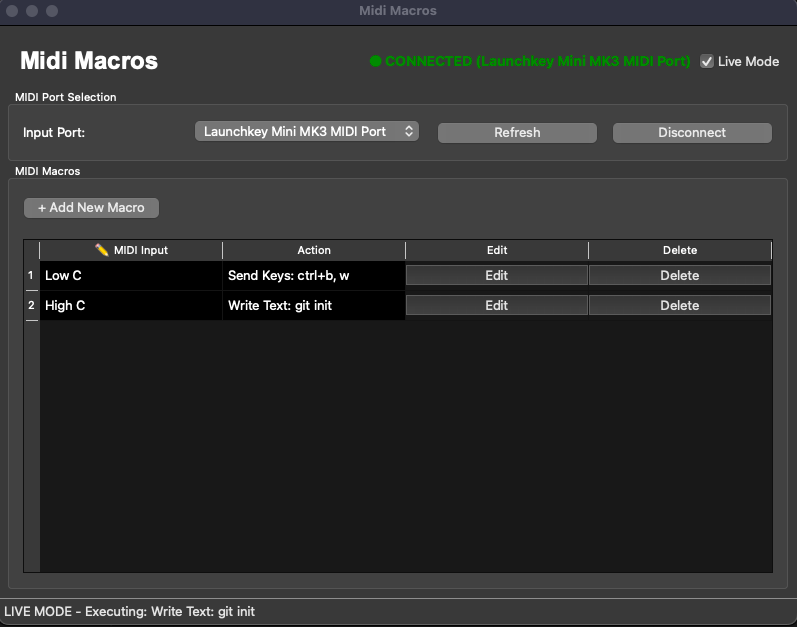 Midi Macros
Midi Macros
CONNECTED (Launchkey Mini MK3 MIDI Port) Live Mode
MIDI Port Selection
Input Port: Launchkey Mini MK3 MIDI Port Refresh Disconnect
MIDI Macros
+ Add New Macro
✏️ MIDI Input Action Edit Delete
1 Low C Send Keys: ctrl+b, w Edit Delete
2 High C Write Text: git init Edit Delete
LIVE MODE - Executing: Write Text: git init